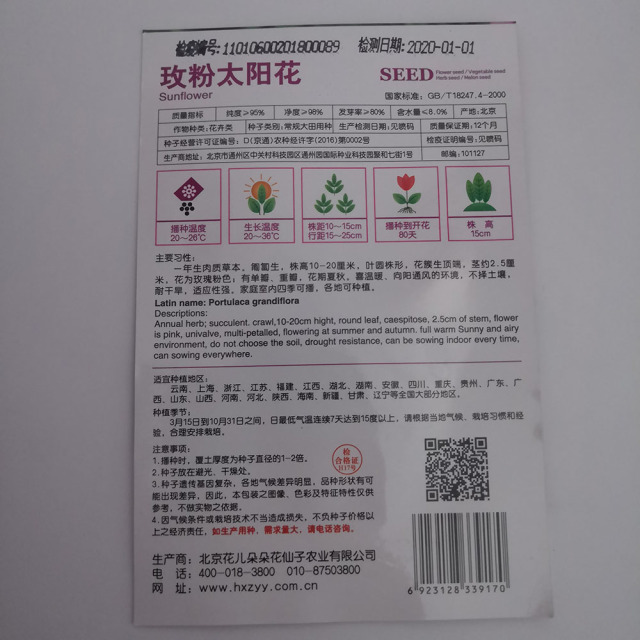 检疫编号:11010600201800089 检测日期:2020-01-01
玫粉太阳花
Sunflower
SEED Flower seed / Vegetable seed
Herb seed / Melon seed
国家标准: GB/T18247.4-2000
质量指标 纯度≥95% 净度≥98% 发芽率≥80% 含水量≤8.0% 产地:北京
作物种类:花卉类 种子类别:常规大田用种 生产检测日期:见喷码 质量保证期:12个月
种子经营许可证编号:D(京通)农种经许字(2016)第0002号 检疫证明编号:见喷码
生产商地址:北京市通州区中关村科技园区通州园国际种业科技园聚和七街1号 邮编:101127
播种温度
20~26℃
生长温度
20~36℃
株距10~15cm
行距15~25cm
播种到开花
80天
株高
15cm
主要习性:
一年生肉质草本。匍匐生,株高10-20厘米,叶圆株形,花簇生顶端,茎约2.5厘
米,花为玫瑰粉色;有单瓣、重瓣,花期夏秋。喜温暖、向阳通风的环境,不择土壤,
耐干旱,适应性强。家庭室内四季可播,各地可种植。
Latin name: Portulaca grandiflora
Descriptions:
Annual herb; succulent. crawl,10-20cm hight, round leaf, caespitose, 2.5cm of stem, flower
is pink, univalve, multi-petalled, flowering at summer and autumn. full warm Sunny and airy
environment, do not choose the soil, drought resistance, can be sowing indoor every time,
can sowing everywhere.
适宜种植地区:
云南、上海、浙江、江苏、福建、江西、湖北、湖南、安徽、四川、重庆、贵州、广东、广
西、山东、山西、河南、河北、陕西、海南、新疆、甘肃、辽宁等全国大部分地区。
种植季节:
3月15日到10月31日之间,日最低气温连续7天达到15度以上,请根据当地气候、栽培习惯和经
验,合理安排栽培。
注意事项:
1.播种时,覆土厚度为种子直径的1-2倍。
2.种子放在避光、干燥处。
3.种子遗传基因复杂,各地气候差异明显,品种形状有可
能出现差异,因此,本包装之图像、色彩及特征特性仅供
参考,不做实物之依据。
4.因气候条件或栽培技术不当造成损失,不负种子价格以
上之经济责任,如生产用种,需求量大,请电话咨询。
检
合格证
N17号
生产商:北京花儿朵朵花仙子农业有限公司
电 话:400-018-3800 010-87503800
网 址:www.hxzyy.com.cn
6 923128 339170